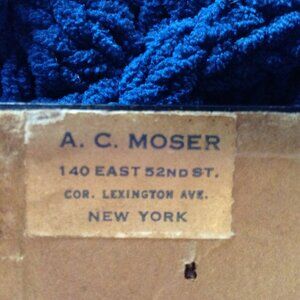 A. C. MOSER
140 EAST 52ND ST.
COR. LEXINGTON AVE.
NEW YORK